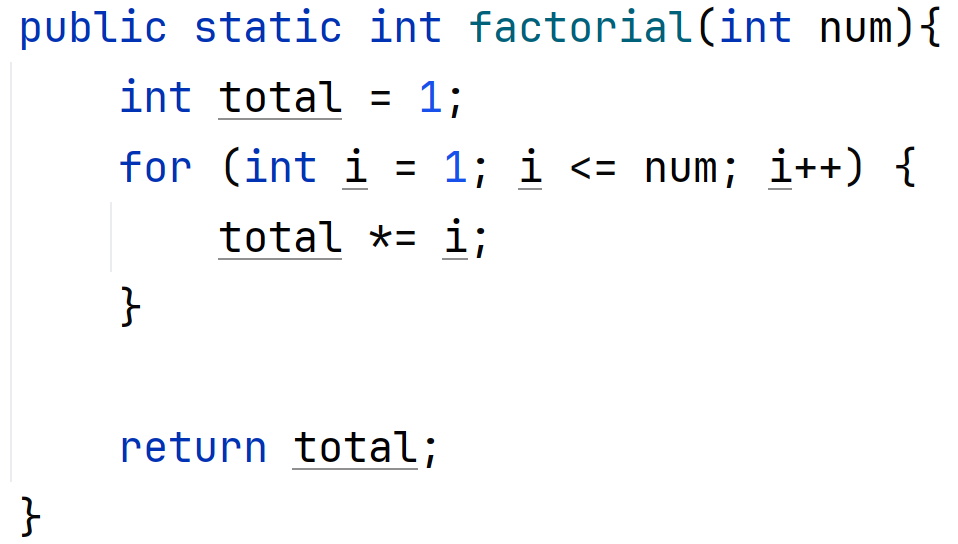 public static int factorial(int num){
    int total = 1;
    for (int i = 1; i <= num; i++) {
        total *= i;
    }

    return total;
}